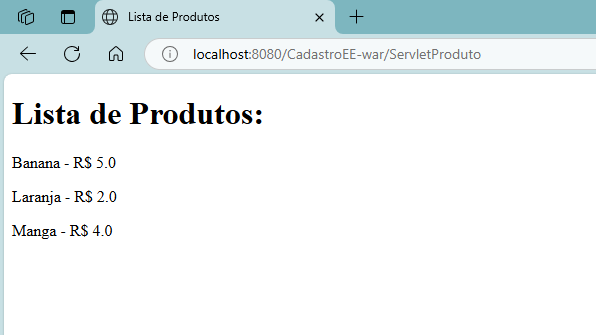 Lista de Produtos
localhost:8080/CadastroEE-war/ServletProduto
Lista de Produtos:
Banana - R$ 5.0
Laranja - R$ 2.0
Manga - R$ 4.0